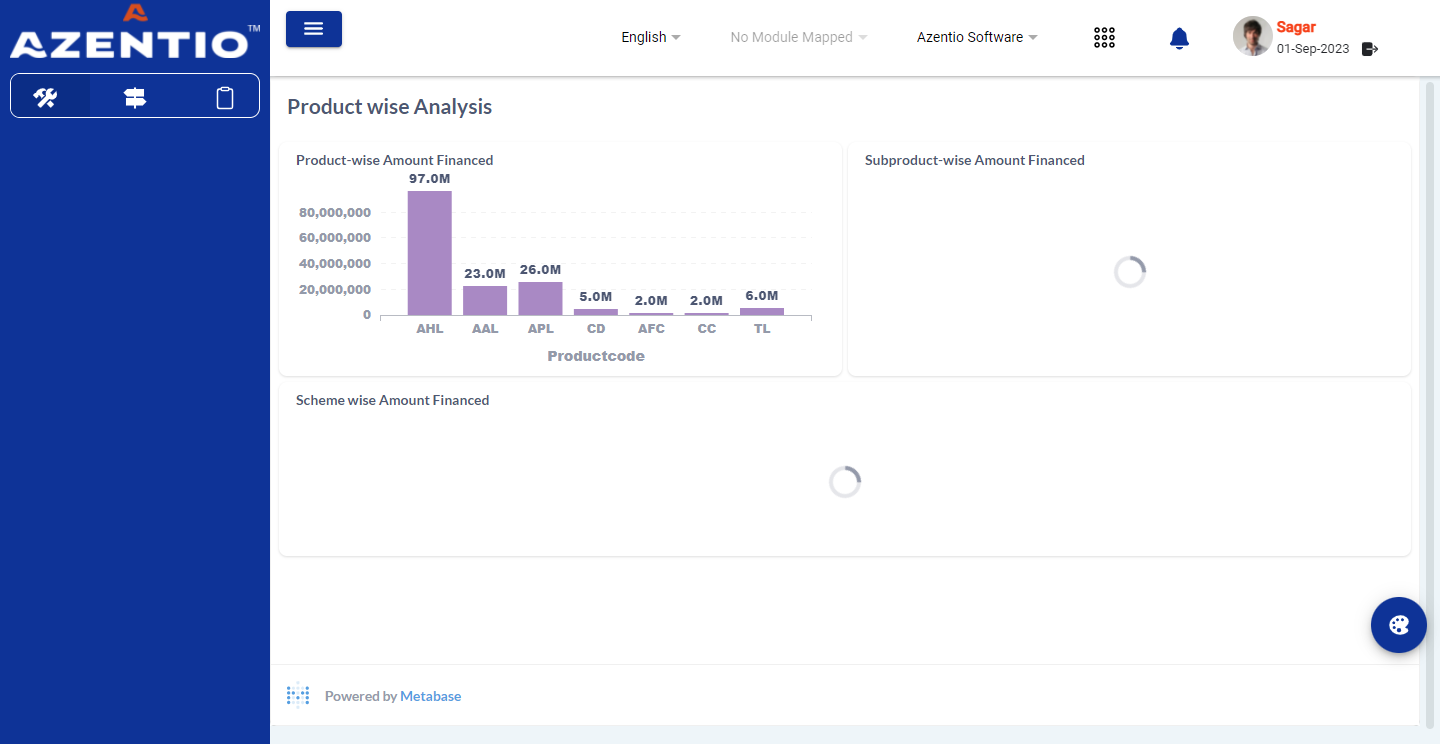 AZENTIO™
English
No Module Mapped
Azentio Software
Sagar
01-Sep-2023
Product wise Analysis
Product-wise Amount Financed
97.0M
80,000,000
60,000,000
40,000,000
20,000,000
0
23.0M
26.0M
5.0M
2.0M
2.0M
6.0M
AHL AAL APL CD AFC CC TL
Productcode
Subproduct-wise Amount Financed
Scheme wise Amount Financed
Powered by Metabase